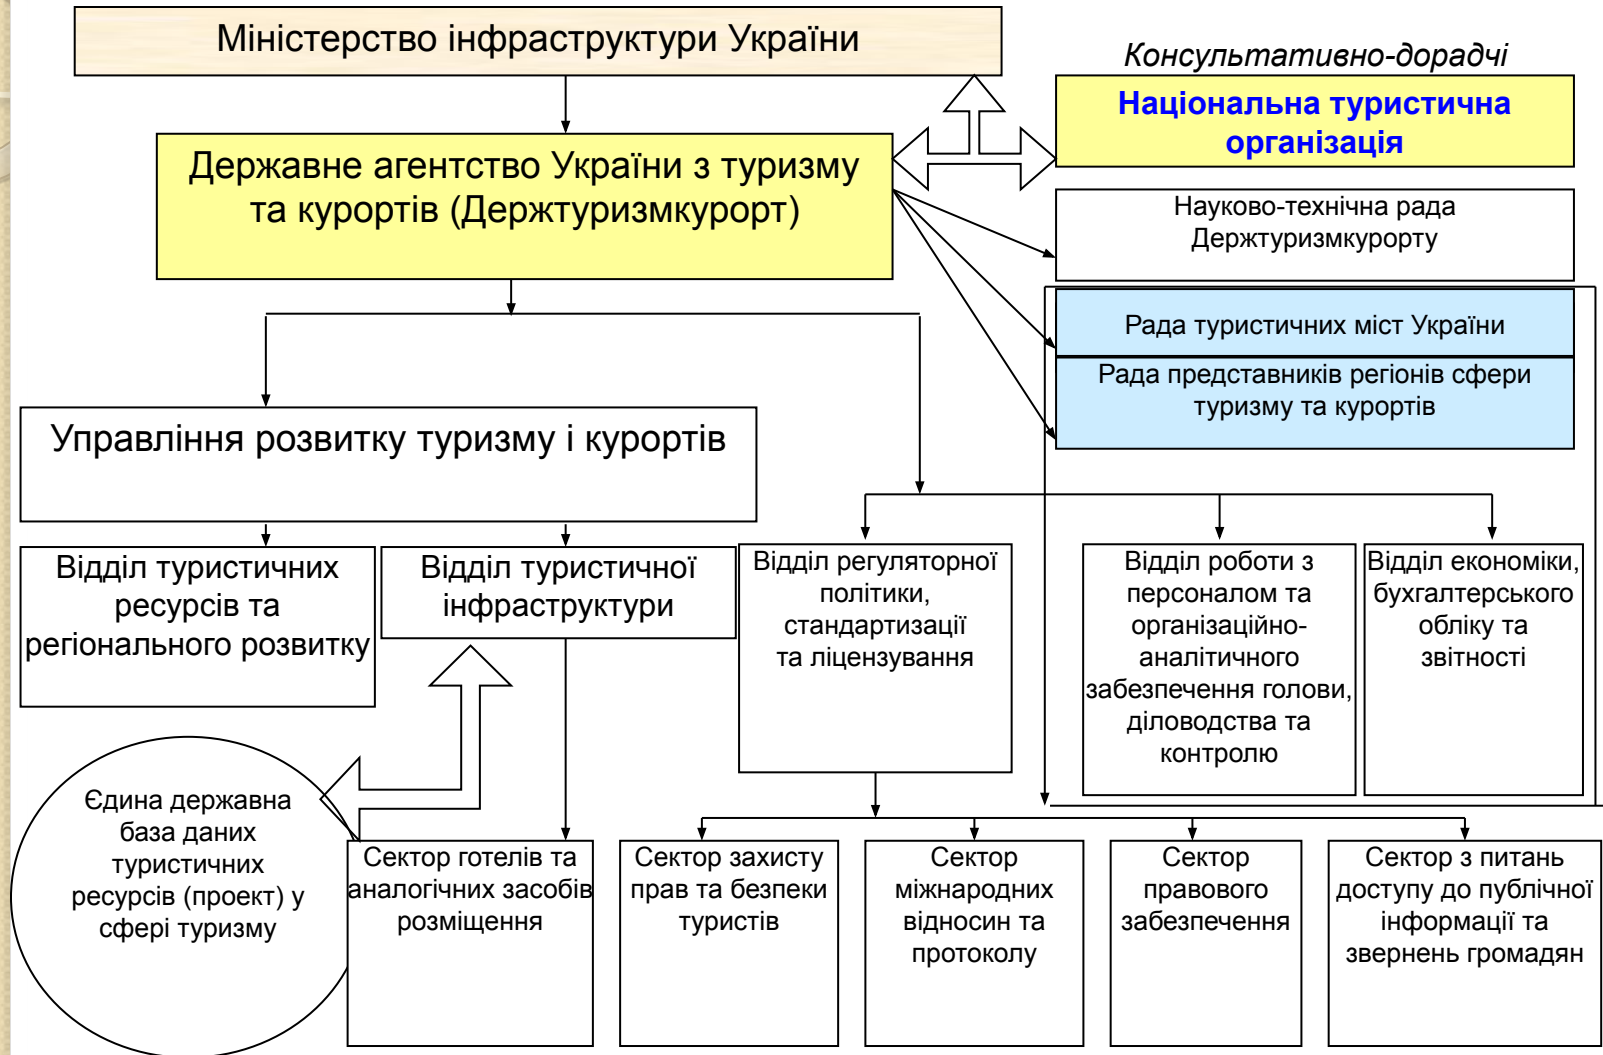 Міністерство інфраструктури України
Консультативно-дорадчі
Національна туристична
організація
Державне агентство України з туризму
та курортів (Держтуризмкурорт)
Науково-технічна рада
Держтуризмкурорту
Рада туристичних міст України
Рада представників регіонів сфери
туризму та курортів
Управління розвитку туризму і курортів
Відділ туристичних
ресурсів та
регіонального розвитку
Відділ туристичної
інфраструктури
Відділ регуляторної
політики,
стандартизації
та ліцензування
Відділ роботи з
персоналом та
організаційно-
аналітичного
забезпечення голови,
діловодства та
контролю
Відділ економіки,
бухгалтерського
обліку та
звітності
Єдина державна
база даних
туристичних
ресурсів (проект) у
сфері туризму
Сектор готелів та
аналогічних засобів
розміщення
Сектор захисту
прав та безпеки
туристів
Сектор
міжнародних
відносин та
протоколу
Сектор
правового
забезпечення
Сектор з питань
доступу до публічної
інформації та
звернень громадян